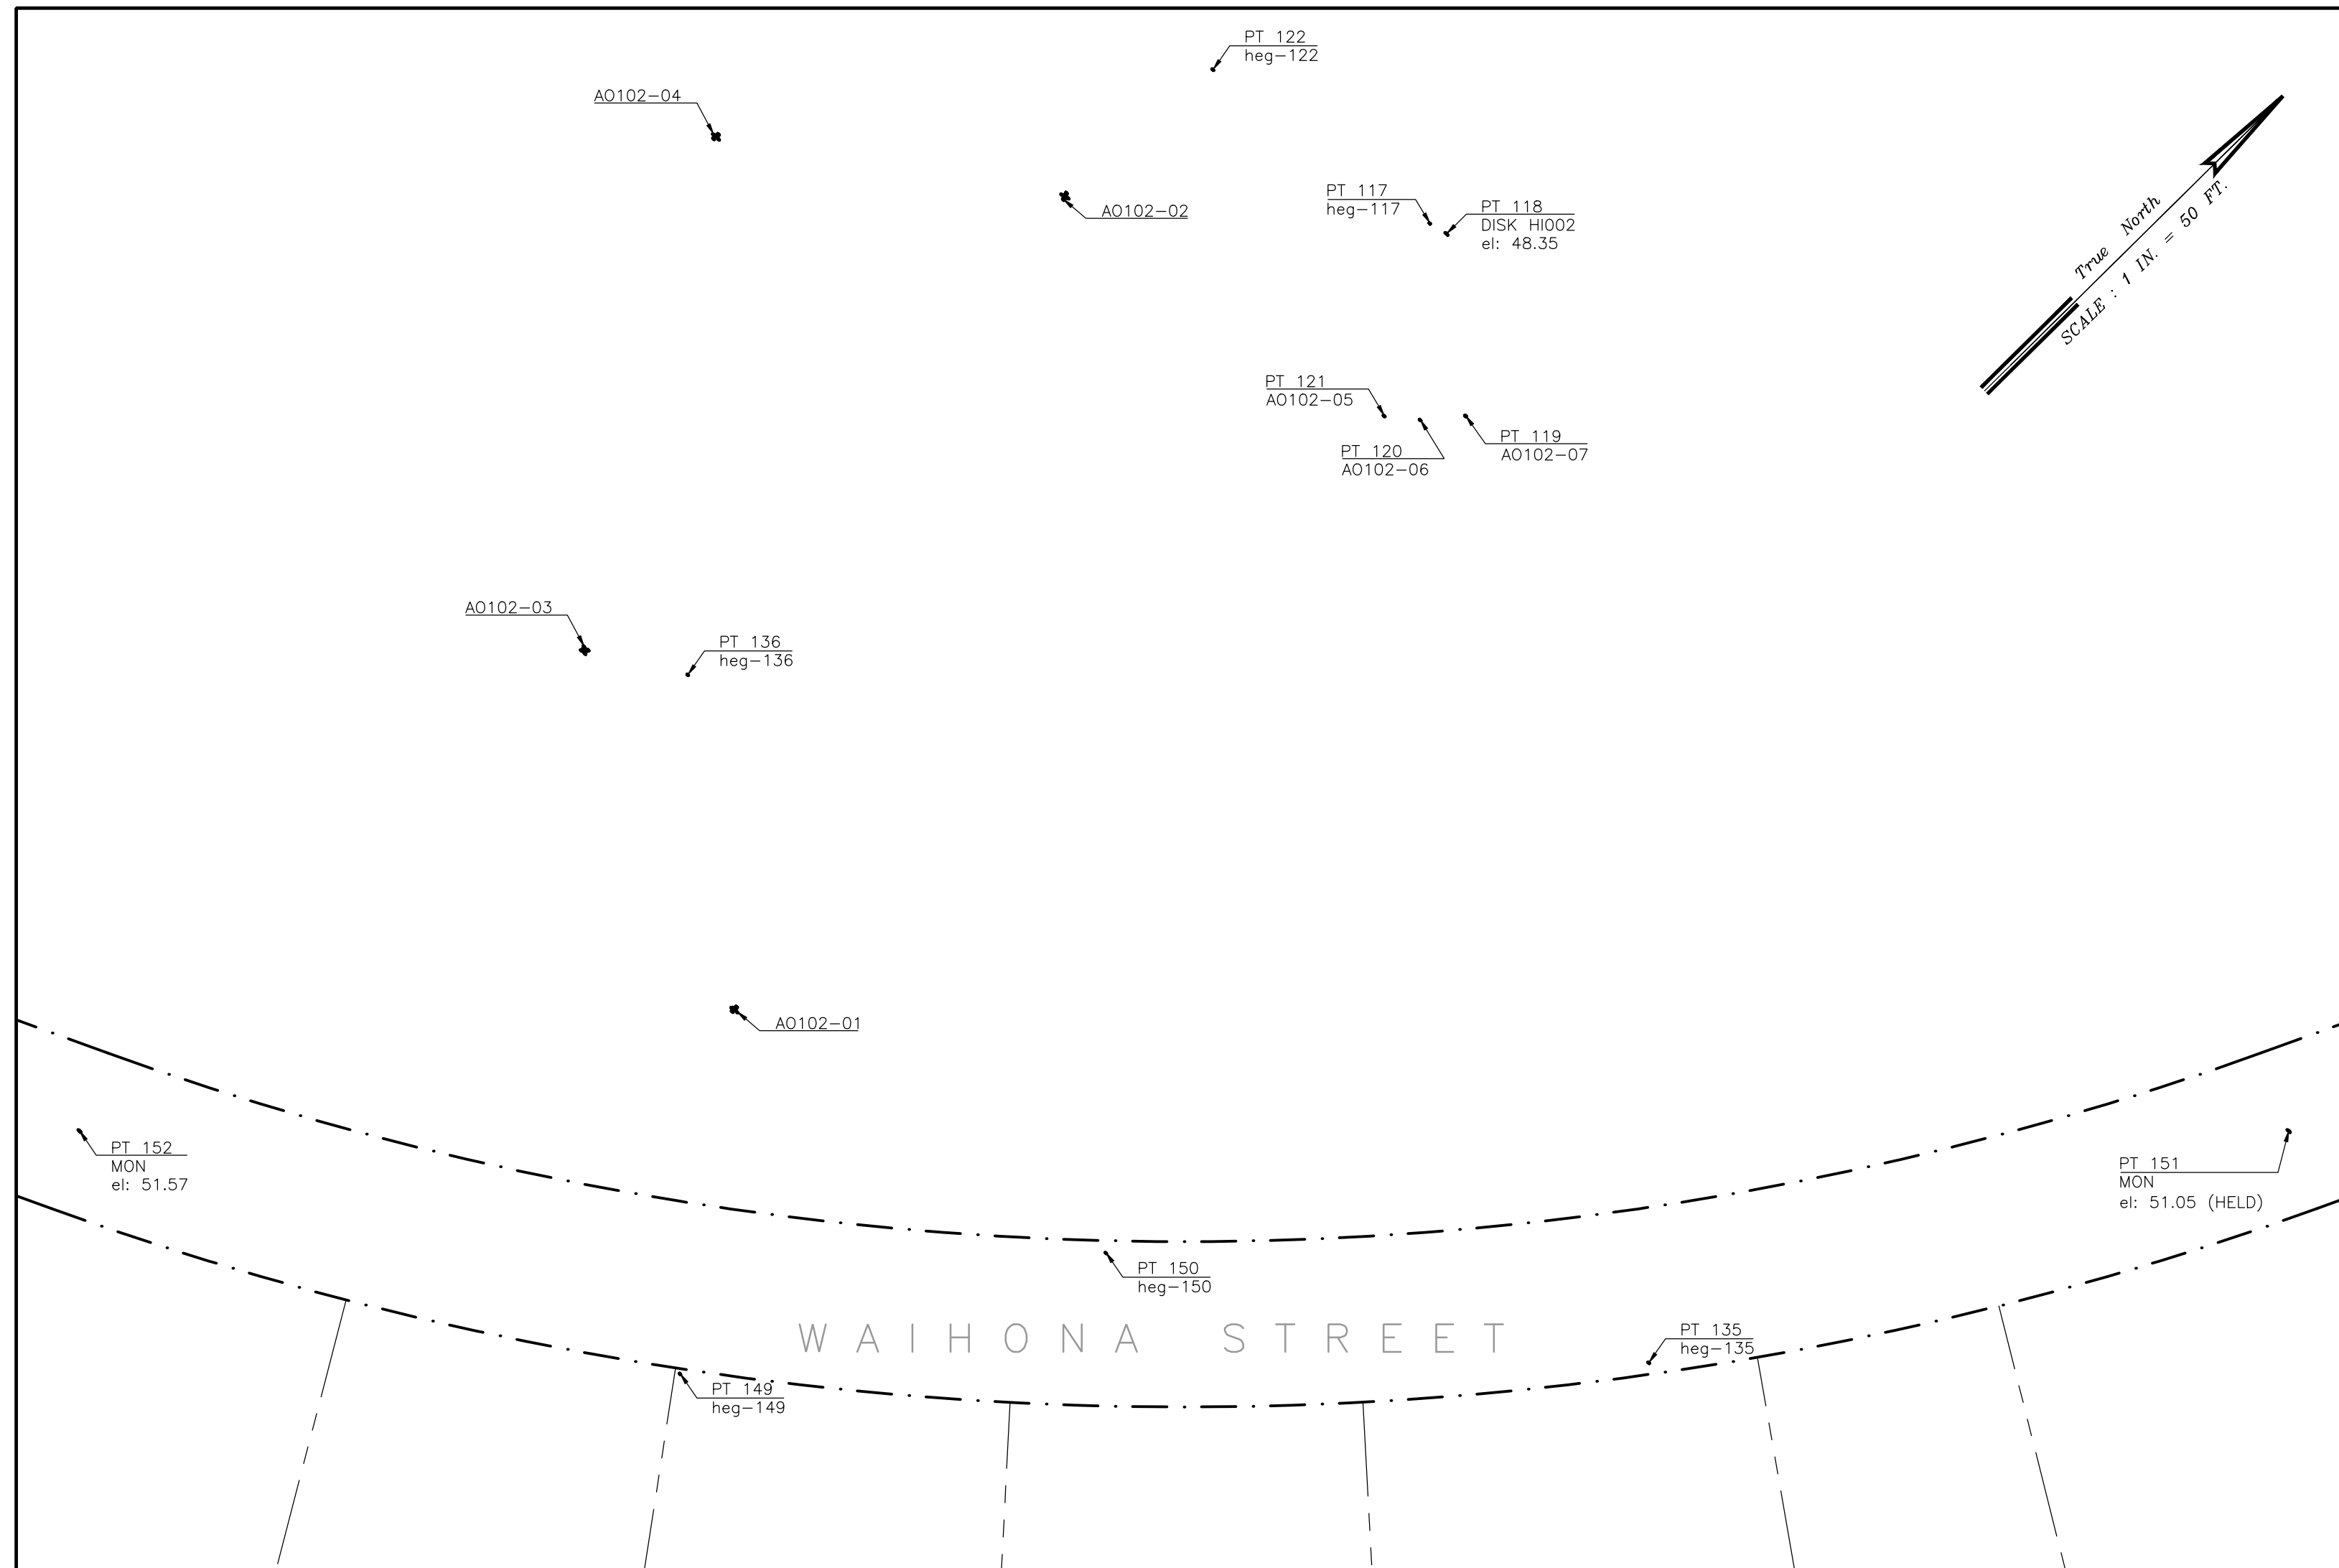 PT 122
heg-122
AO102-04
AO102-02
PT 117
heg-117
PT 118
DISK HI002
el: 48.35
True North
SCALE : 1 IN. = 50 FT.
PT 121
AO102-05
PT 120
AO102-06
PT 119
AO102-07
AO102-03
PT 136
heg-136
AO102-01
PT 152
MON
el: 51.57
PT 151
MON
el: 51.05 (HELD)
PT 150
heg-150
WAIHONA STREET
PT 135
heg-135
PT 149
heg-149